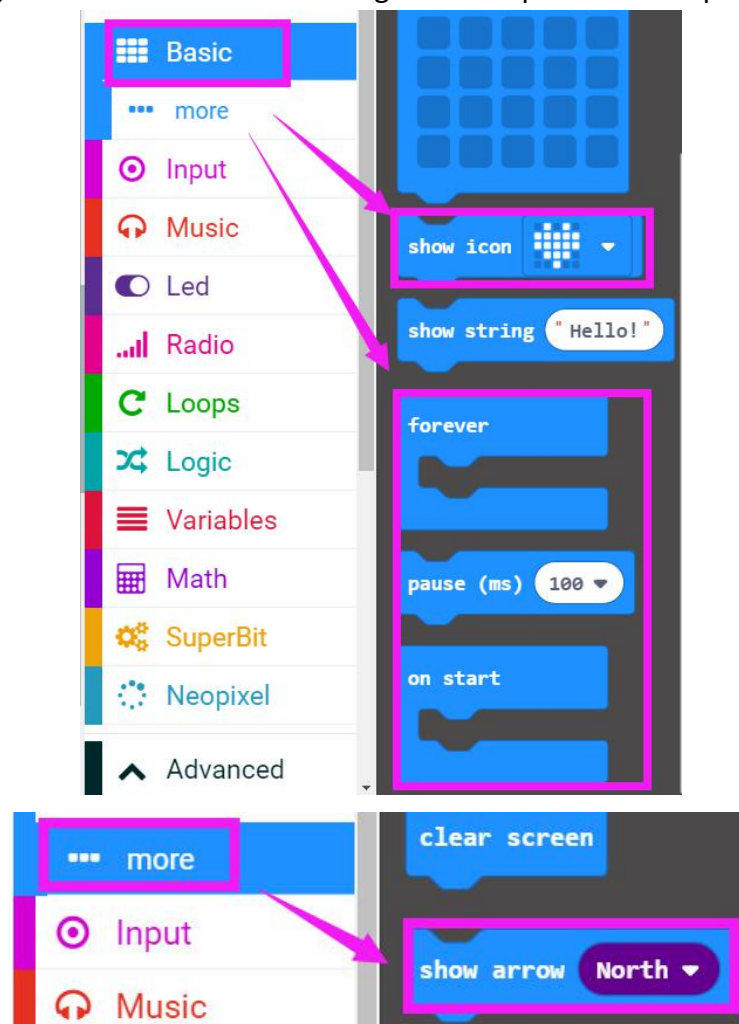 Basic
more
Input
Music
Led
Radio
Loops
Logic
Variables
Math
SuperBit
Neopixel
Advanced
show icon
show string "Hello!"
forever
pause (ms) 100
on start
more
Input
Music
clear screen
show arrow North